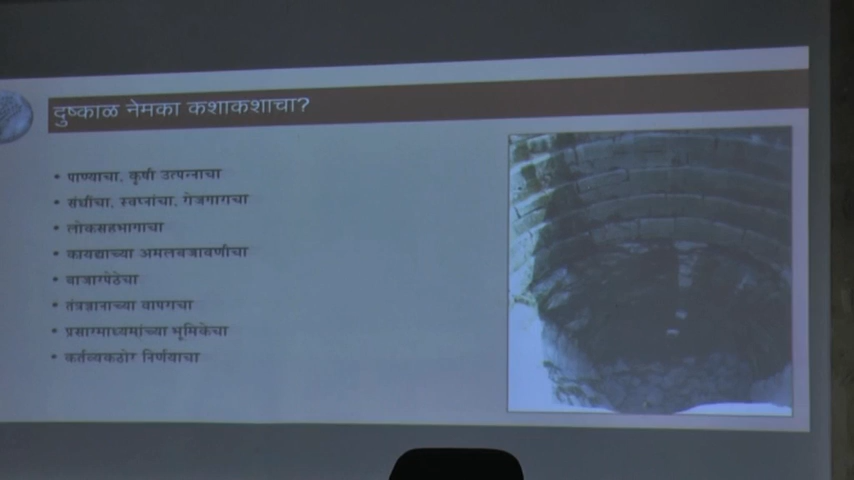 दुष्काळ नेमका कशाकशाचा?
• पाण्याचा, कृषी उत्पन्नाचा
• संधीचा, स्वप्नांचा, रोजगाराचा
• लोकसहभागाचा
• कायद्याच्या अमलबजावणीचा
• बाजारपेठेचा
• तंत्रज्ञानाच्या वापराचा
• प्रसारमाध्यमांच्या भूमिकेचा
• कर्तव्यकठोर निर्णयाचा